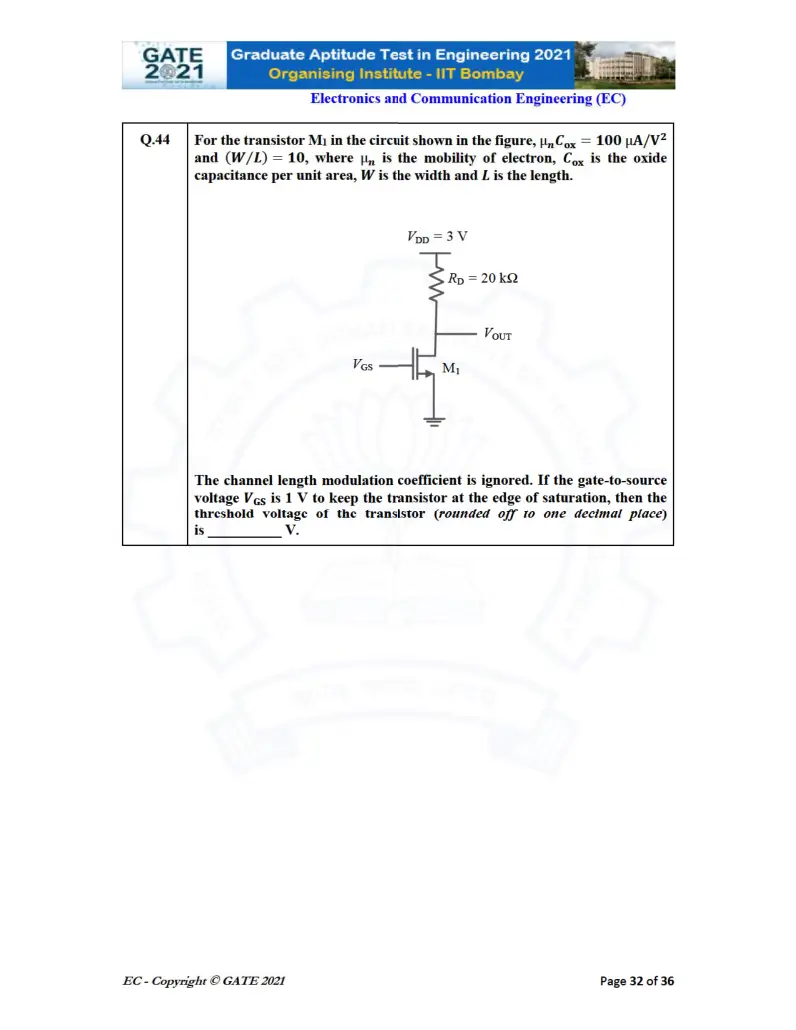 GATE
2021
Graduate Aptitude Test in Engineering 2021
Organising Institute - IIT Bombay
Electronics and Communication Engineering (EC)
Q.44
For the transistor M₁ in the circuit shown in the figure, μₙCₒₓ = 100 μA/V²
and (W/L) = 10, where μₙ is the mobility of electron, Cₒₓ is the oxide
capacitance per unit area, W is the width and L is the length.
V_DD = 3 V
R_D = 20 kΩ
V_OUT
V_GS
M₁
The channel length modulation coefficient is ignored. If the gate-to-source
voltage V_GS is 1 V to keep the transistor at the edge of saturation, then the
threshold voltage of the transistor (rounded off to one decimal place)
is __________ V.
EC - Copyright © GATE 2021
Page 32 of 36